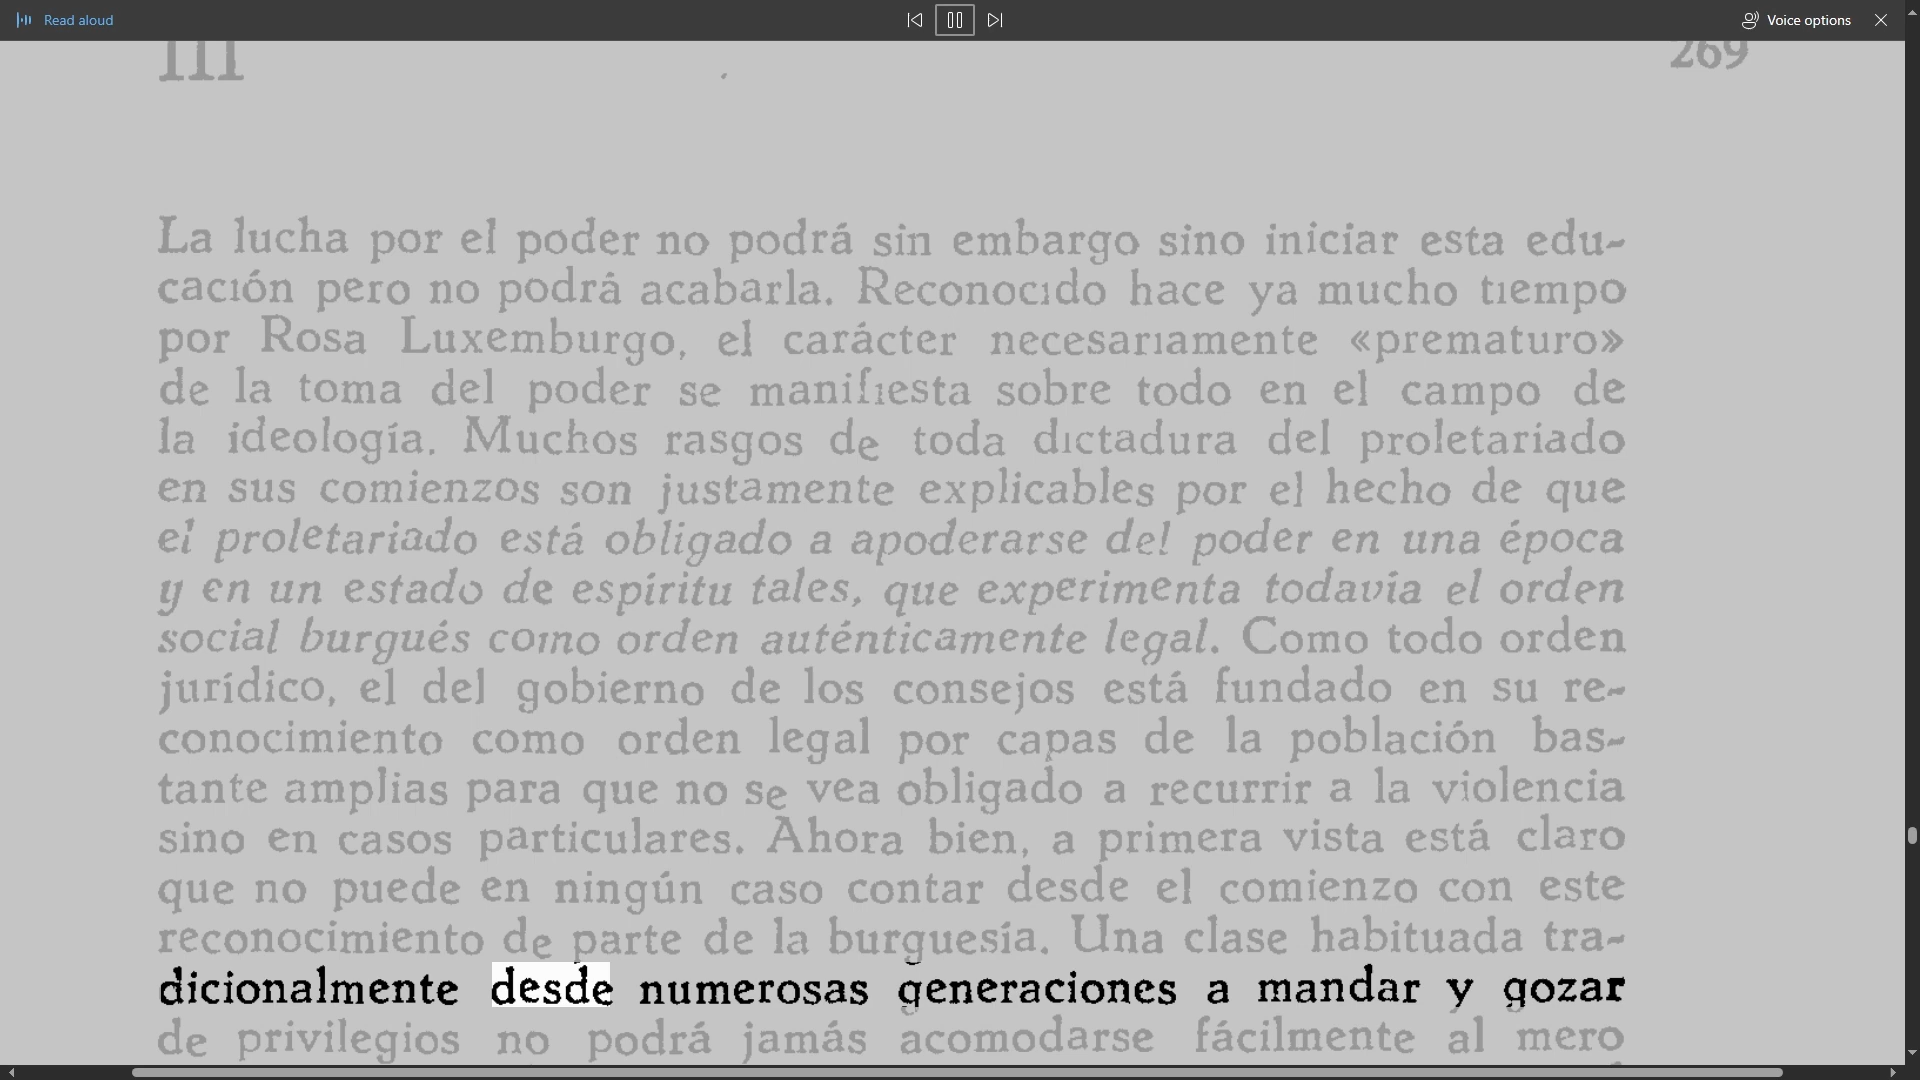 Read aloud
Voice options
III
269
La lucha por el poder no podrá sin embargo sino iniciar esta edu-
cación pero no podrá acabarla. Reconocido hace ya mucho tiempo
por Rosa Luxemburgo, el carácter necesariamente «prematuro»
de la toma del poder se manifiesta sobre todo en el campo de
la ideología. Muchos rasgos de toda dictadura del proletariado
en sus comienzos son justamente explicables por el hecho de que
el proletariado está obligado a apoderarse del poder en una época
y en un estado de espíritu tales, que experimenta todavía el orden
social burgués como orden auténticamente legal. Como todo orden
jurídico, el del gobierno de los consejos está fundado en su re-
conocimiento como orden legal por capas de la población bas-
tante amplias para que no se vea obligado a recurrir a la violencia
sino en casos particulares. Ahora bien, a primera vista está claro
que no puede en ningún caso contar desde el comienzo con este
reconocimiento de parte de la burguesía. Una clase habituada tra-
dicionalmente desde numerosas generaciones a mandar y gozar
de privilegios no podrá jamás acomodarse fácilmente al mero